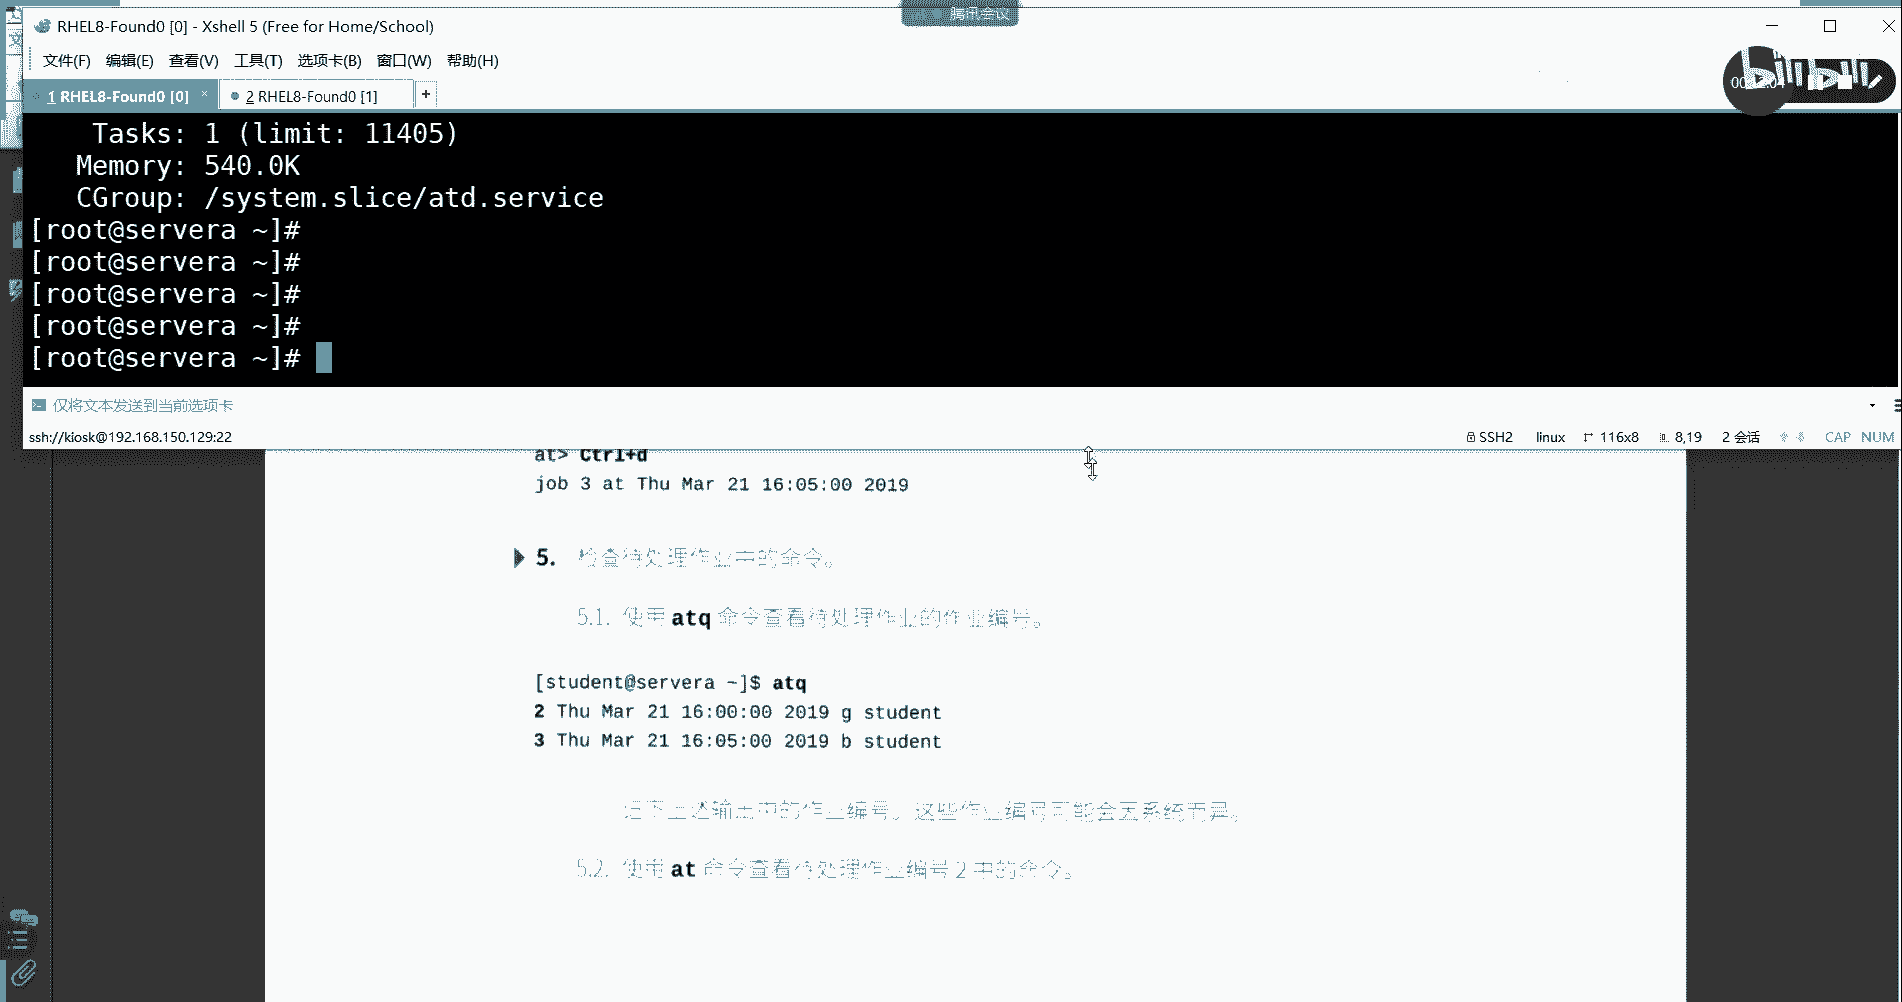 腾讯会议
RHEL8-Found0 [0] - Xshell 5 (Free for Home/School)
文件(F) 编辑(E) 查看(V) 工具(T) 选项卡(B) 窗口(W) 帮助(H)
1 RHEL8-Found0 [0] × 2 RHEL8-Found0 [1] +
bilibili
Tasks: 1 (limit: 11405)
Memory: 540.0K
CGroup: /system.slice/atd.service
[root@servera ~]#
[root@servera ~]#
[root@servera ~]#
[root@servera ~]#
[root@servera ~]#
仅将文本发送到当前选项卡
ssh://kiosk@192.168.150.129:22 SSH2 linux 116x8 8,19 2 会话 CAP NUM
at> Ctrl+d
job 3 at Thu Mar 21 16:05:00 2019
5. 检查待处理作业中的命令。
5.1. 使用 atq 命令查看待处理作业的作业编号。
[student@servera ~]$ atq
2 Thu Mar 21 16:00:00 2019 g student
3 Thu Mar 21 16:05:00 2019 b student
记下上述输出中的作业编号。这些作业编号可能会因系统而异。
5.2. 使用 at 命令查看待处理作业编号 2 中的命令。